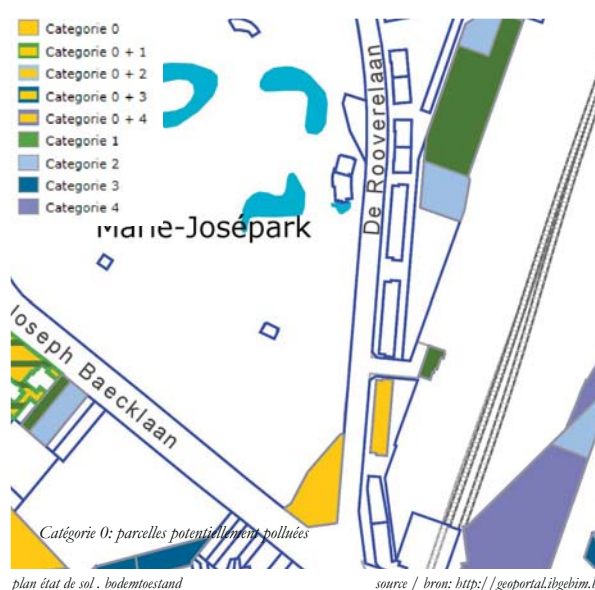 Categorie 0
Categorie 0 + 1
Categorie 0 + 2
Categorie 0 + 3
Categorie 0 + 4
Categorie 1
Categorie 2
Categorie 3
Categorie 4
De Rooverelaan
Marie-Josépark
Joseph Baecklaan
Catégorie 0: parcelles potentiellement polluées
plan état de sol . bodemtoestand
source / bron: http://geoportal.ibgebim.b